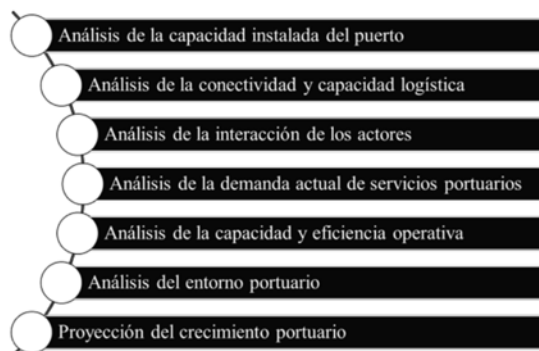 Análisis de la capacidad instalada del puerto
Análisis de la conectividad y capacidad logística
Análisis de la interacción de los actores
Análisis de la demanda actual de servicios portuarios
Análisis de la capacidad y eficiencia operativa
Análisis del entorno portuario
Proyección del crecimiento portuario